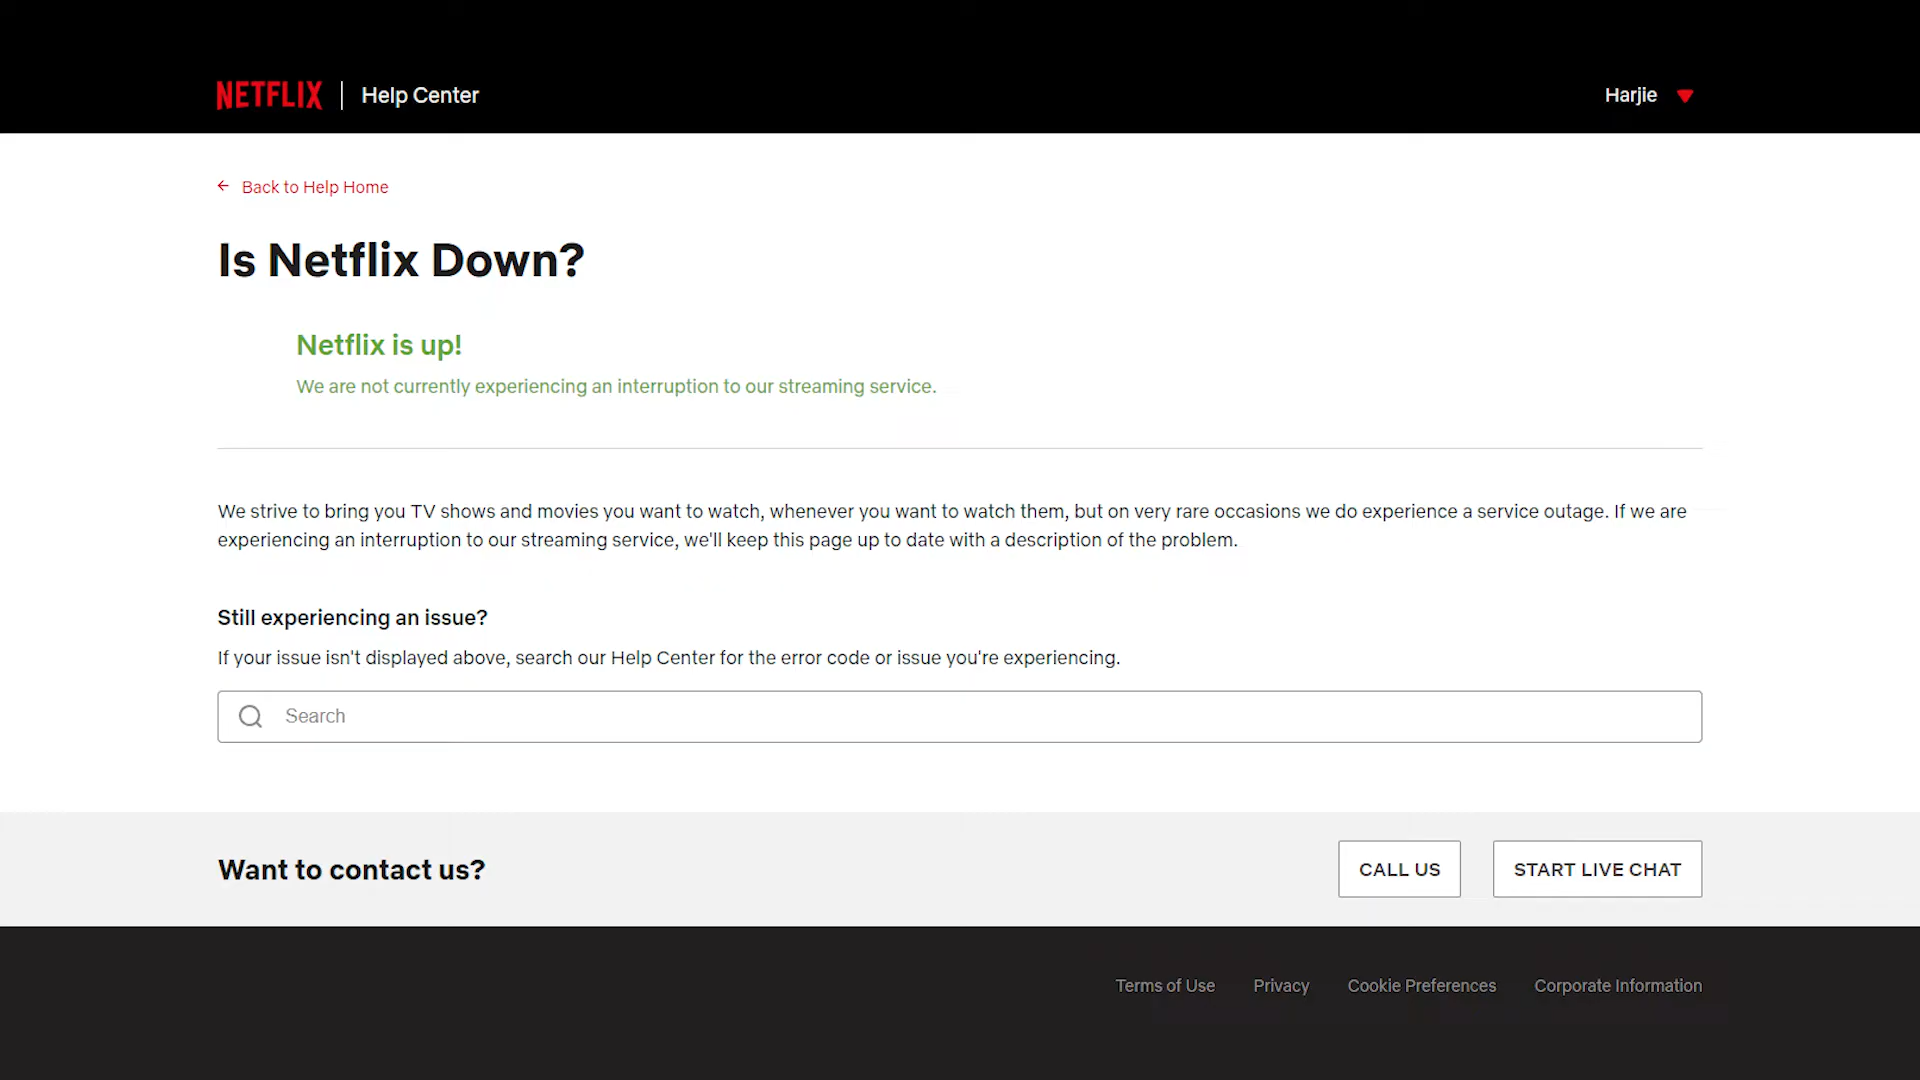 NETFLIX | Help Center
Harjie
Back to Help Home
Is Netflix Down?
Netflix is up!
We are not currently experiencing an interruption to our streaming service.
We strive to bring you TV shows and movies you want to watch, whenever you want to watch them, but on very rare occasions we do experience a service outage. If we are
experiencing an interruption to our streaming service, we'll keep this page up to date with a description of the problem.
Still experiencing an issue?
If your issue isn't displayed above, search our Help Center for the error code or issue you're experiencing.
Search
Want to contact us?
CALL US
START LIVE CHAT
Terms of Use
Privacy
Cookie Preferences
Corporate Information